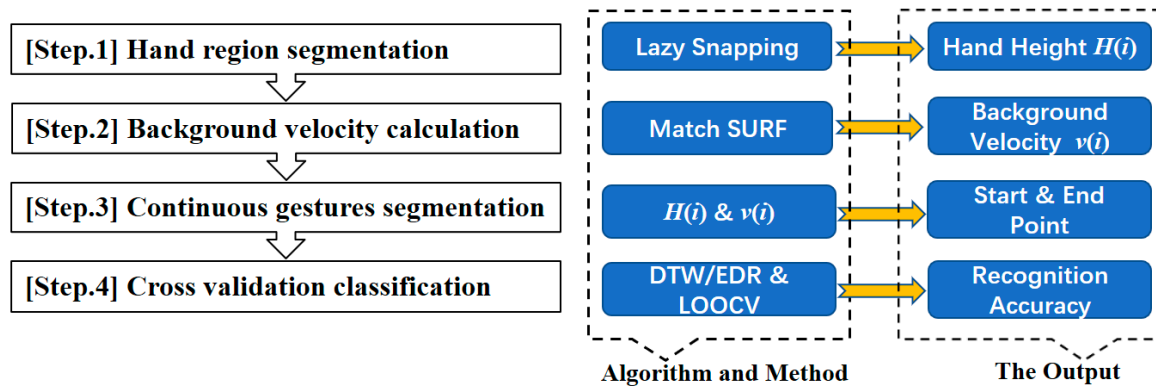 [Step.1] Hand region segmentation
[Step.2] Background velocity calculation
[Step.3] Continuous gestures segmentation
[Step.4] Cross validation classification
Lazy Snapping
Hand Height H(i)
Match SURF
Background
Velocity v(i)
H(i) & v(i)
Start & End
Point
DTW/EDR &
LOOCV
Recognition
Accuracy
Algorithm and Method
The Output